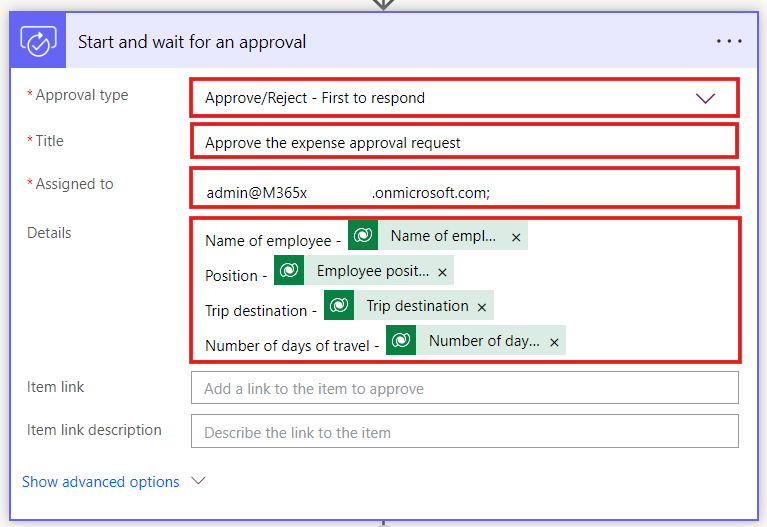 Start and wait for an approval
* Approval type
Approve/Reject - First to respond
* Title
Approve the expense approval request
* Assigned to
admin@M365x .onmicrosoft.com;
Details
Name of employee - Name of empl... ×
Position - Employee posit... ×
Trip destination - Trip destination ×
Number of days of travel - Number of day... ×
Item link
Add a link to the item to approve
Item link description
Describe the link to the item
Show advanced options